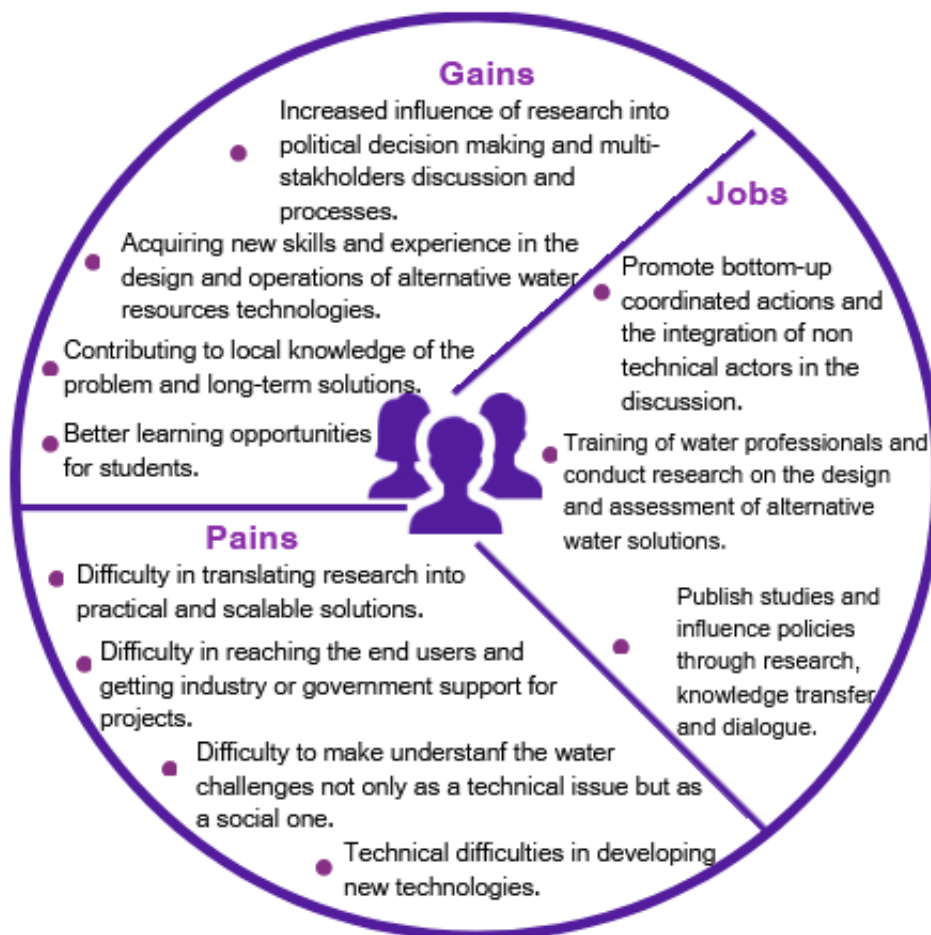 Gains
Increased influence of research into
political decision making and multi-
stakholders discussion and
processes.
Acquiring new skills and experience in the
design and operations of alternative water
resources technologies.
Contributing to local knowledge of the
problem and long-term solutions.
Better learning opportunities
for students.
Jobs
Promote bottom-up
coordinated actions and
the integration of non
technical actors in the
discussion.
Training of water professionals and
conduct research on the design
and assessment of alternative
water solutions.
Publish studies and
influence policies
through research,
knowledge transfer
and dialogue.
Pains
Difficulty in translating research into
practical and scalable solutions.
Difficulty in reaching the end users and
getting industry or government support for
projects.
Difficulty to make understanf the water
challenges not only as a technical issue but as
a social one.
Technical difficulties in developing
new technologies.